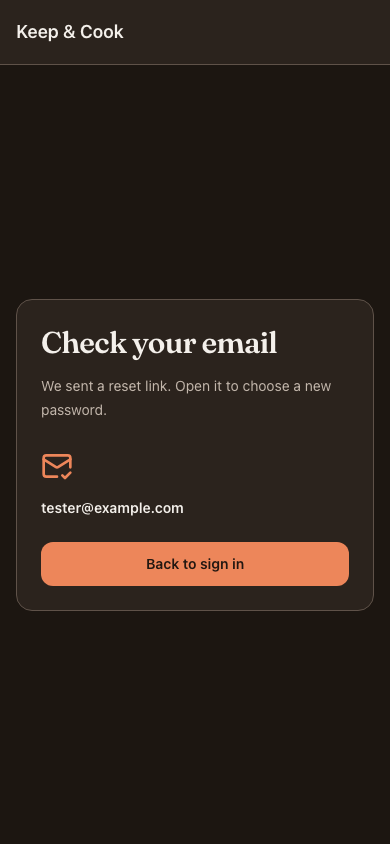 Keep & Cook
Check your email
We sent a reset link. Open it to choose a new
password.
tester@example.com
Back to sign in